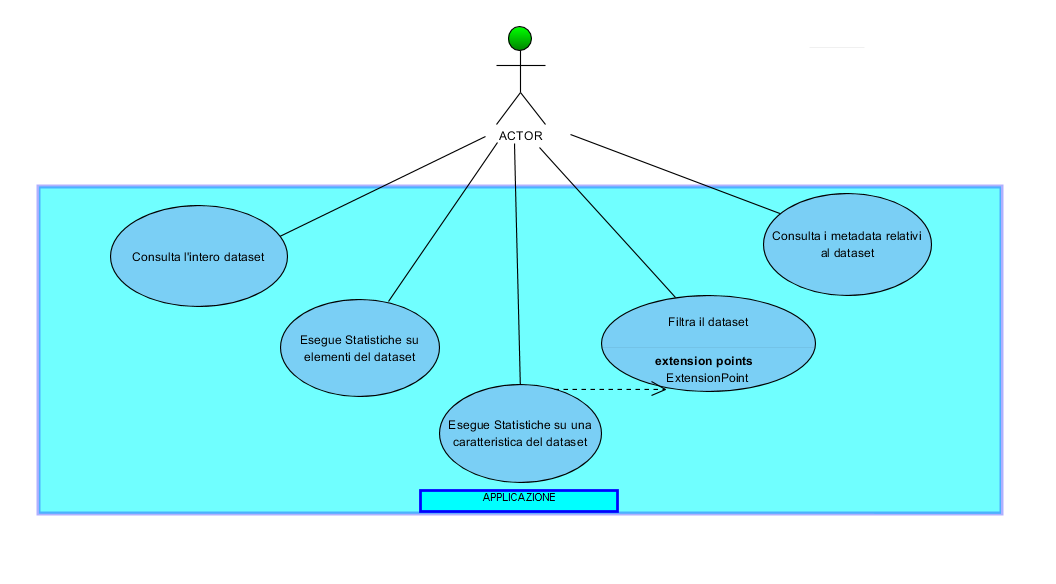 ACTOR
Consulta l'intero dataset
Consulta i metadata relativi
al dataset
Esegue Statistiche su
elementi del dataset
Filtra il dataset
extension points
ExtensionPoint
Esegue Statistiche su una
caratteristica del dataset
APPLICAZIONE